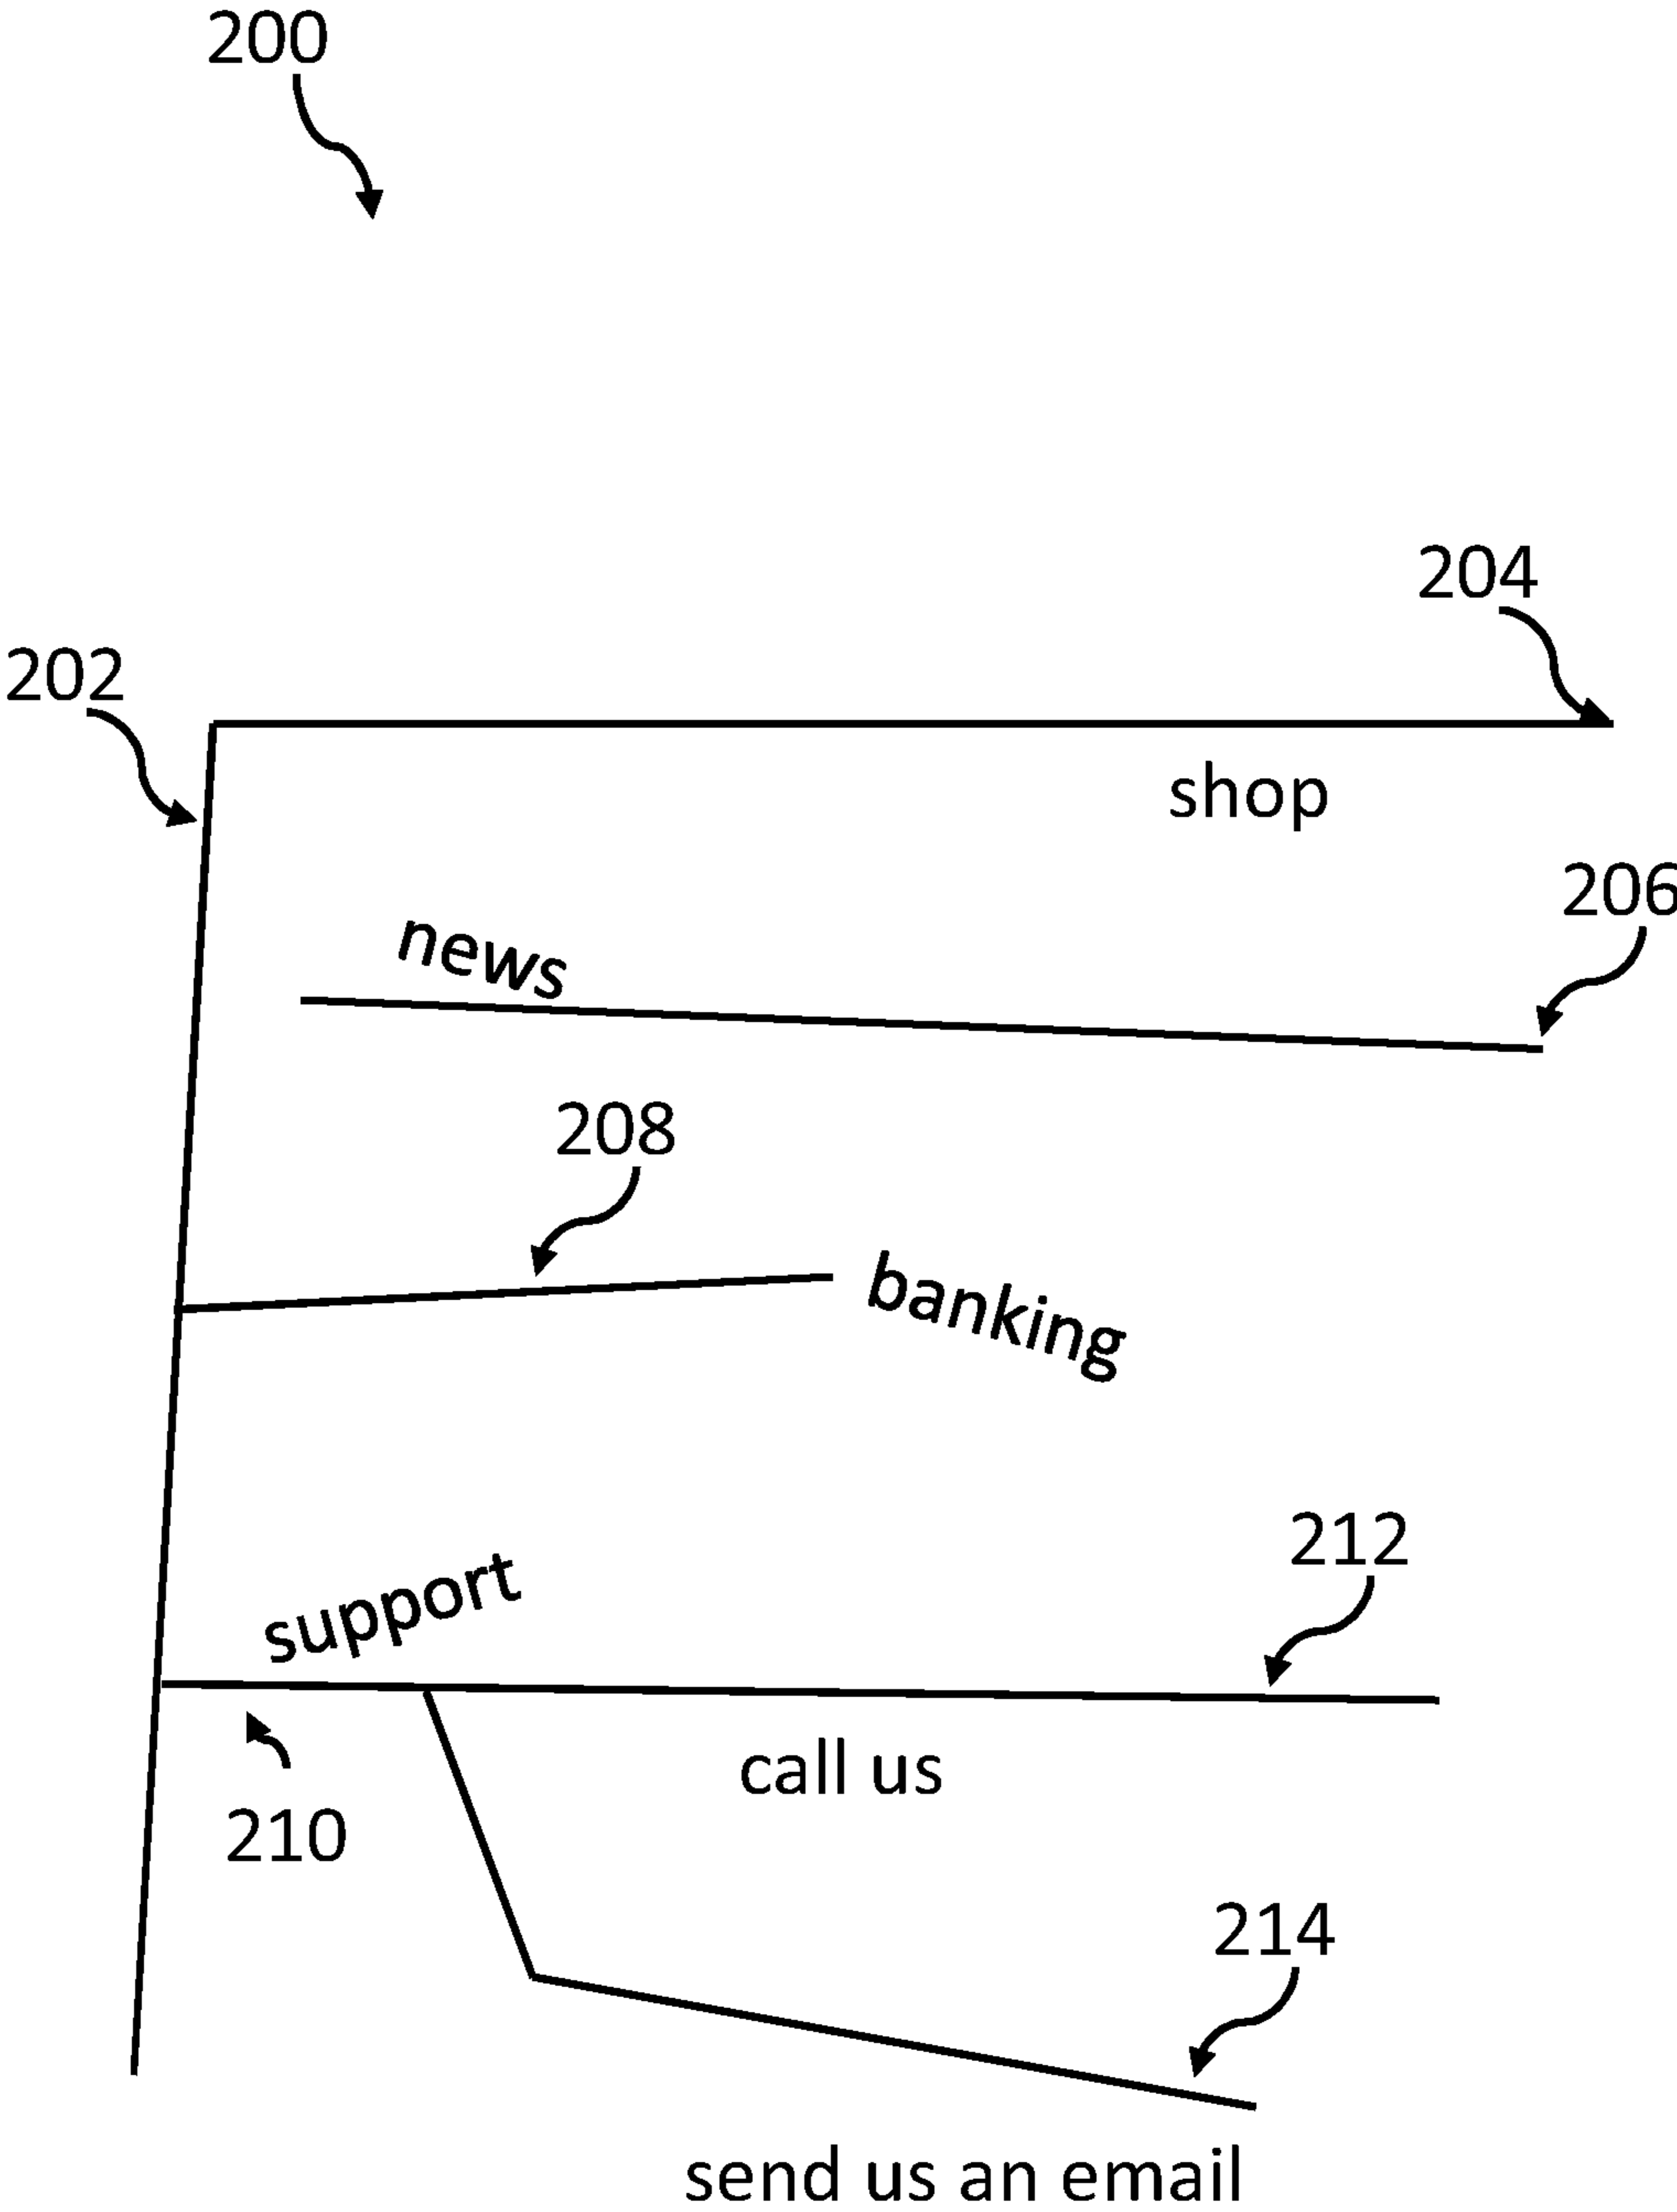 200
204
202
shop
206
news
208
banking
212
support
call us
210
214
send us an email